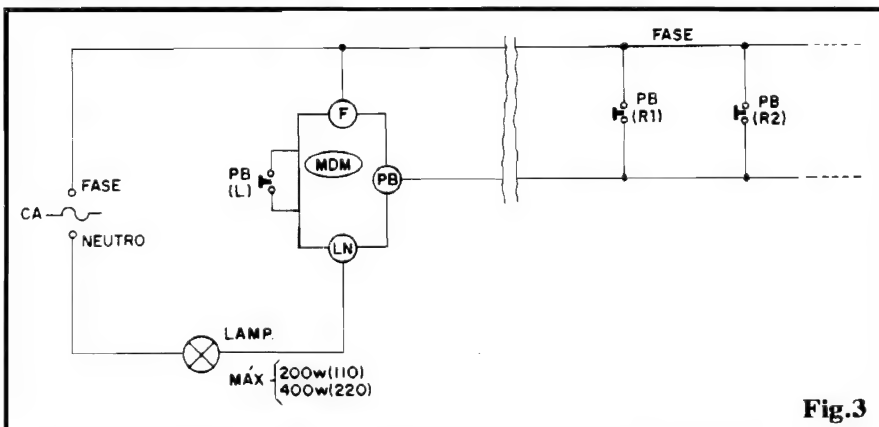 FASE
F
PB
(R1)
PB
(R2)
MDM
PB
(L)
PB
FASE
CA
NEUTRO
LN
LAMP.
MÁX
200w(110)
400w(220)
Fig.3